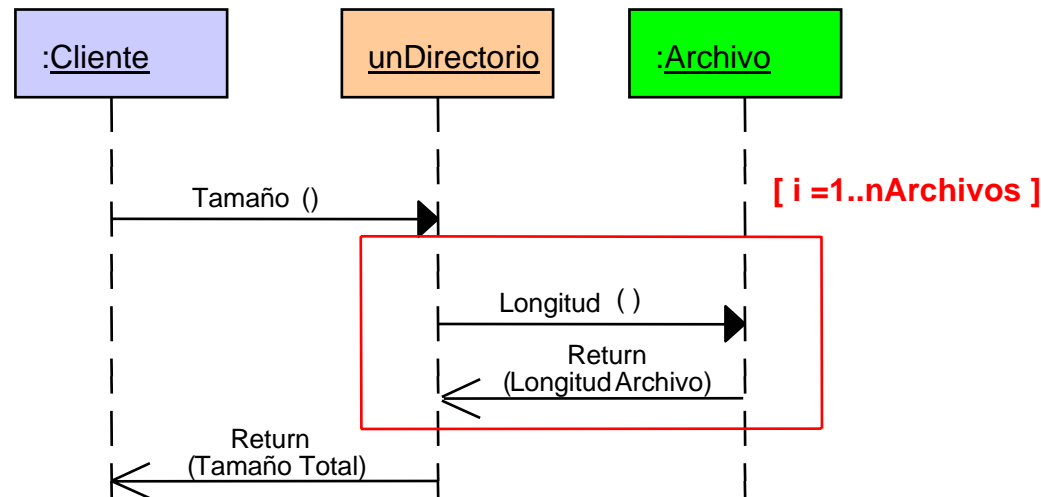 :Cliente
unDirectorio
:Archivo
[ i =1..nArchivos ]
Tamaño ()
Longitud ( )
Return
(Longitud Archivo)
Return
(Tamaño Total)